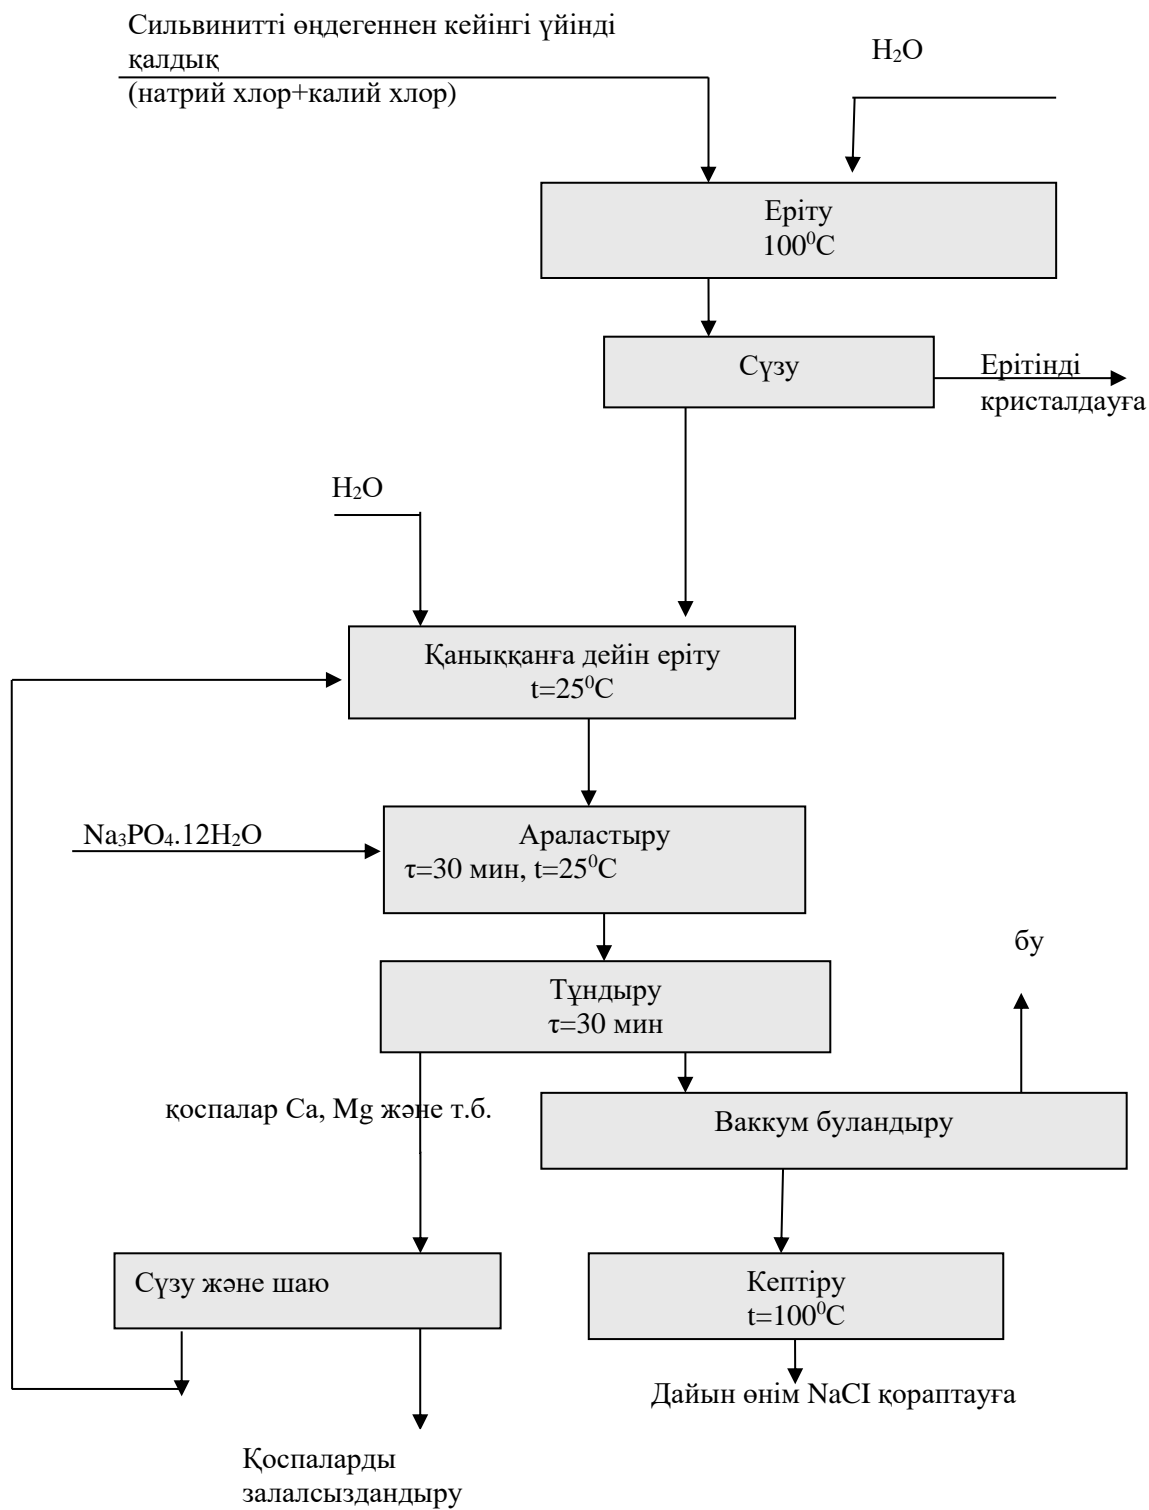 Сильвинитті өңдегеннен кейінгі үйінді
қалдық
(натрий хлор+калий хлор)
H₂O
Еріту
100⁰C
Сүзу
Ерітінді
кристалдауға
H₂O
Қаныққанға дейін еріту
t=25⁰C
Na₃PO₄.12H₂O
Араластыру
τ=30 мин, t=25⁰C
бу
Тұндыру
τ=30 мин
қоспалар Ca, Mg және т.б.
Ваккум буландыру
Сүзу және шаю
Кептіру
t=100⁰C
Дайын өнім NaCI қораптауға
Қоспаларды
залалсыздандыру